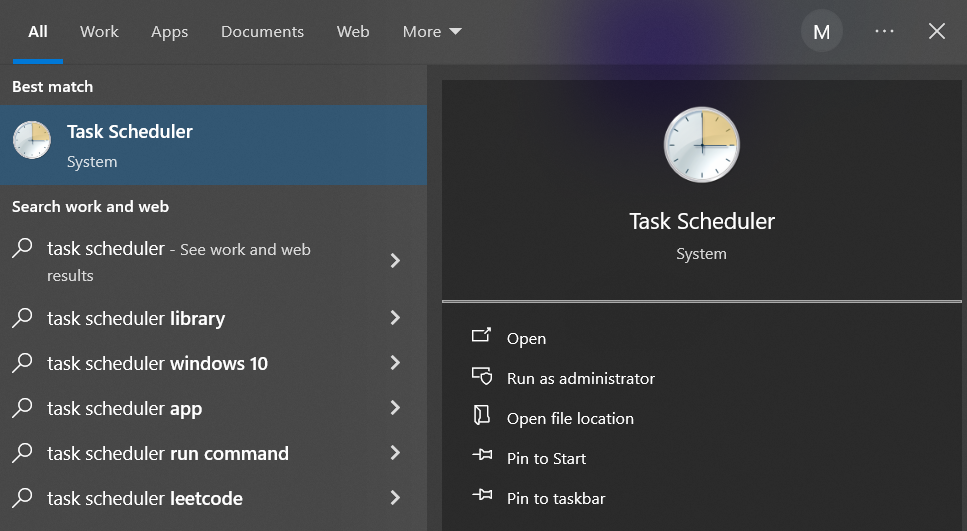 All Work Apps Documents Web More M ...
Best match
Task Scheduler
System
Search work and web
task scheduler - See work and web
results
task scheduler library
task scheduler windows 10
task scheduler app
task scheduler run command
task scheduler leetcode
Task Scheduler
System
Open
Run as administrator
Open file location
Pin to Start
Pin to taskbar